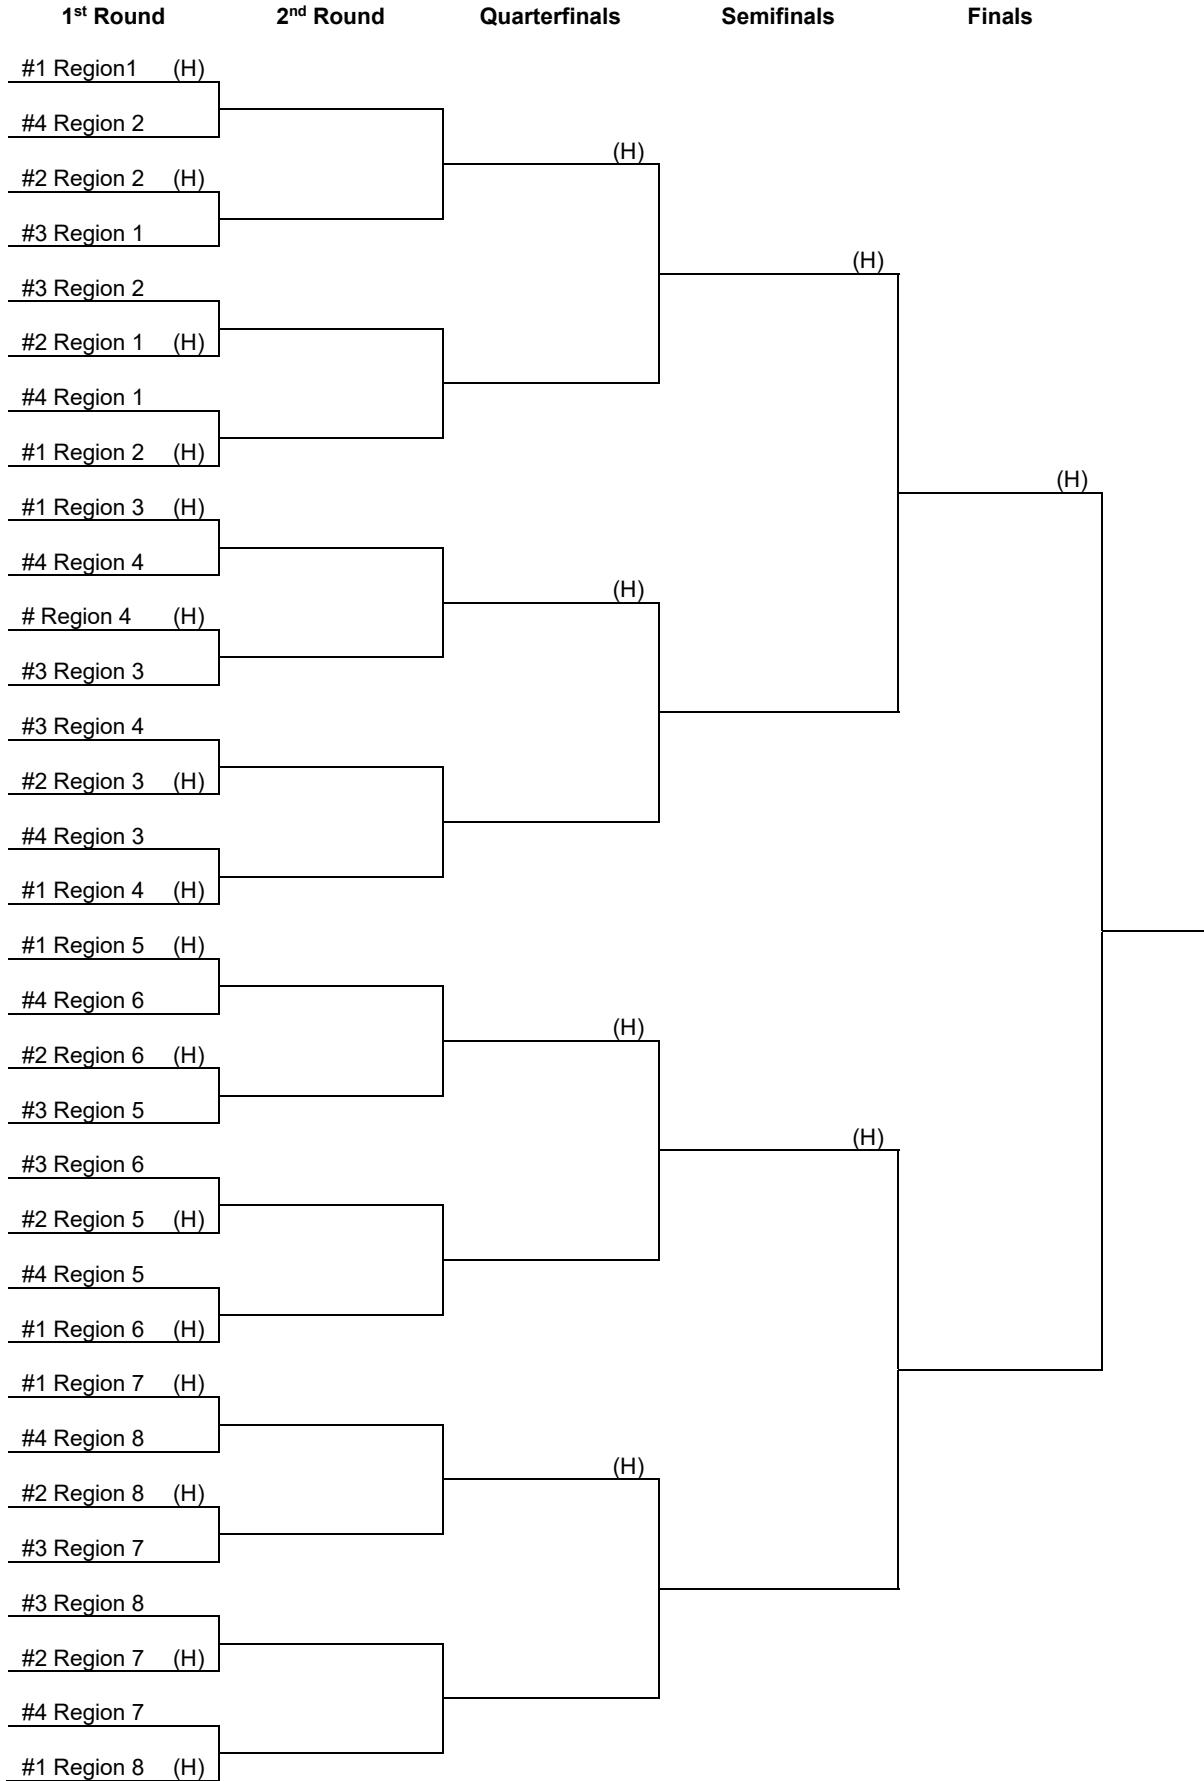 1st Round 2nd Round Quarterfinals Semifinals Finals
#1 Region1 (H)
#4 Region 2
(H)
#2 Region 2 (H)
#3 Region 1
(H)
#3 Region 2
#2 Region 1 (H)
#4 Region 1
#1 Region 2 (H)
(H)
#1 Region 3 (H)
#4 Region 4
(H)
# Region 4 (H)
#3 Region 3
#3 Region 4
#2 Region 3 (H)
#4 Region 3
#1 Region 4 (H)
#1 Region 5 (H)
#4 Region 6
(H)
#2 Region 6 (H)
#3 Region 5
(H)
#3 Region 6
#2 Region 5 (H)
#4 Region 5
#1 Region 6 (H)
#1 Region 7 (H)
#4 Region 8
(H)
#2 Region 8 (H)
#3 Region 7
#3 Region 8
#2 Region 7 (H)
#4 Region 7
#1 Region 8 (H)